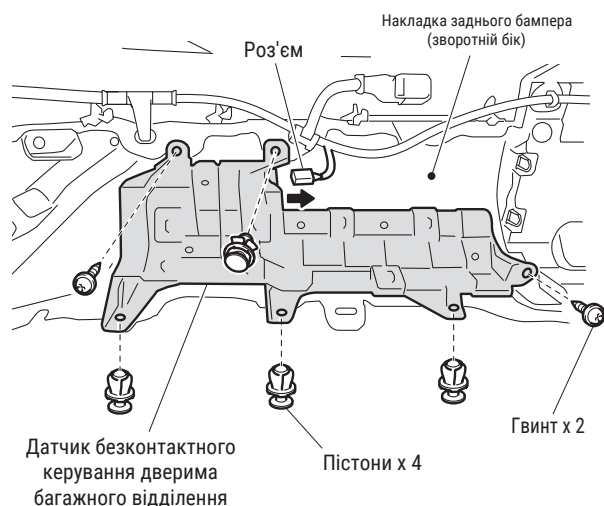 Накладка заднього бампера
(зворотній бік)
Роз'єм
Гвинт x 2
Пістони x 4
Датчик безконтактного
керування дверима
багажного відділення